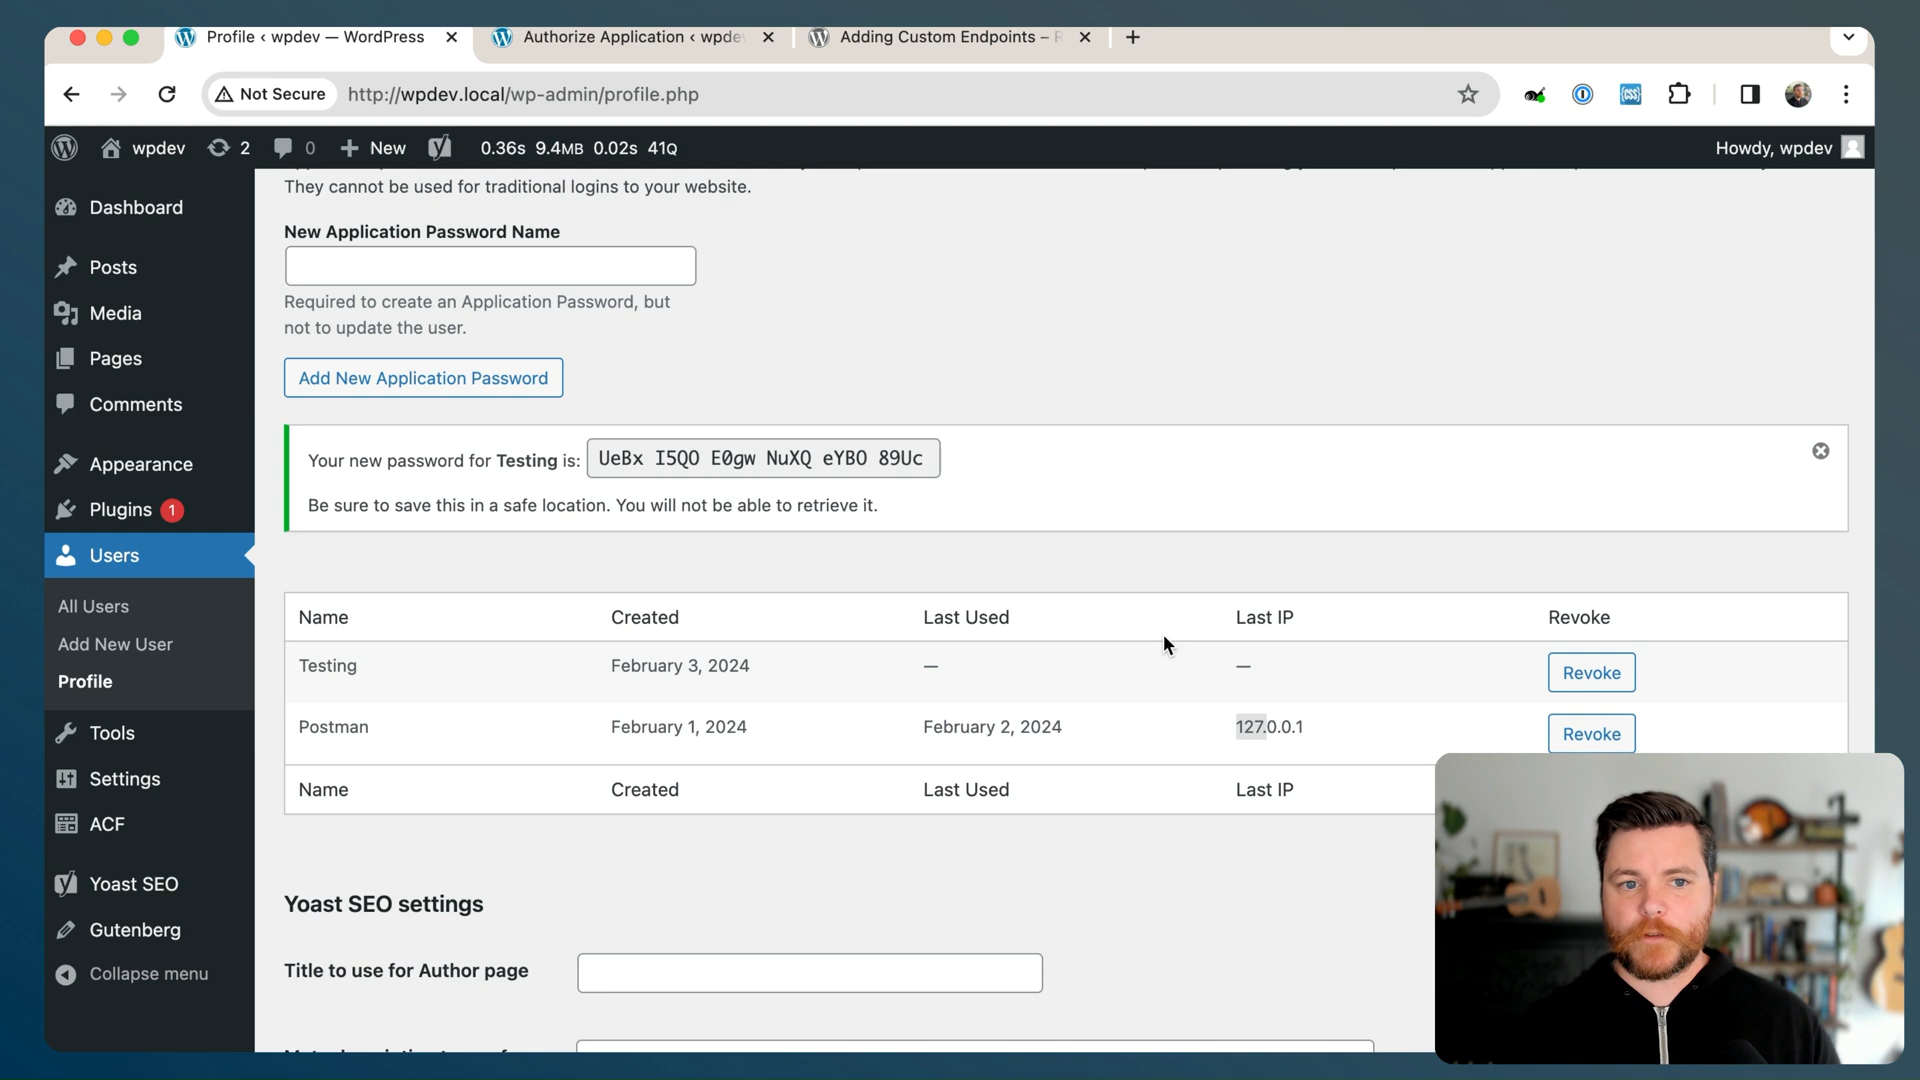 Profile ‹ wpdev — WordPress
Authorize Application ‹ wpde
Adding Custom Endpoints –
Not Secure
http://wpdev.local/wp-admin/profile.php
wpdev
2
0
New
0.36s 9.4MB 0.02s 41Q
Howdy, wpdev
Dashboard
Posts
Media
Pages
Comments
Appearance
Plugins 1
Users
All Users
Add New User
Profile
Tools
Settings
ACF
Yoast SEO
Gutenberg
Collapse menu
They cannot be used for traditional logins to your website.
New Application Password Name
Required to create an Application Password, but
not to update the user.
Add New Application Password
Your new password for Testing is: UeBx I5QO E0gw NuXQ eYBO 89Uc
Be sure to save this in a safe location. You will not be able to retrieve it.
Name Created Last Used Last IP Revoke
Testing February 3, 2024 — — Revoke
Postman February 1, 2024 February 2, 2024 127.0.0.1 Revoke
Name Created Last Used Last IP
Yoast SEO settings
Title to use for Author page